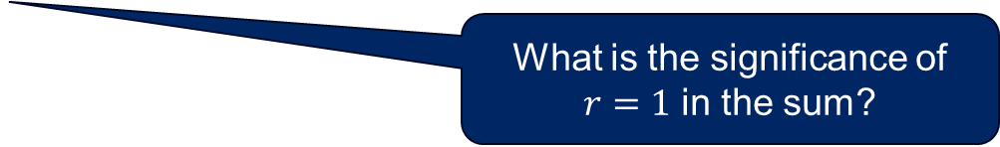 What is the significance of
𝑟 = 1 in the sum?